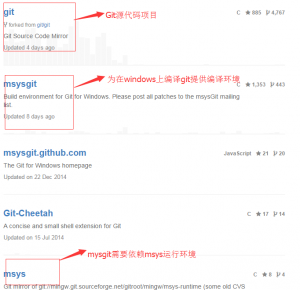 git
C ★ 885 4,767
Git源代码项目
forked from git/git
Git Source Code Mirror
Updated 4 days ago
为在windows上编译git提供编译环境
msysgit
C ★ 1,353 443
Build environment for Git for Windows. Please post all patches to the msysGit mailing
list.
Updated 8 days ago
msysgit.github.com
JavaScript ★ 21 20
The Git for Windows homepage
Updated on 22 Dec 2014
Git-Cheetah
C ★ 17 14
A concise and small shell extension for Git
Updated on 15 Jul 2014
mysgit需要依赖msys运行环境
msys
C ★ 8 4
Git mirror of git://mingw.git.sourceforge.net/gitroot/mingw/msys-runtime (some old CVS